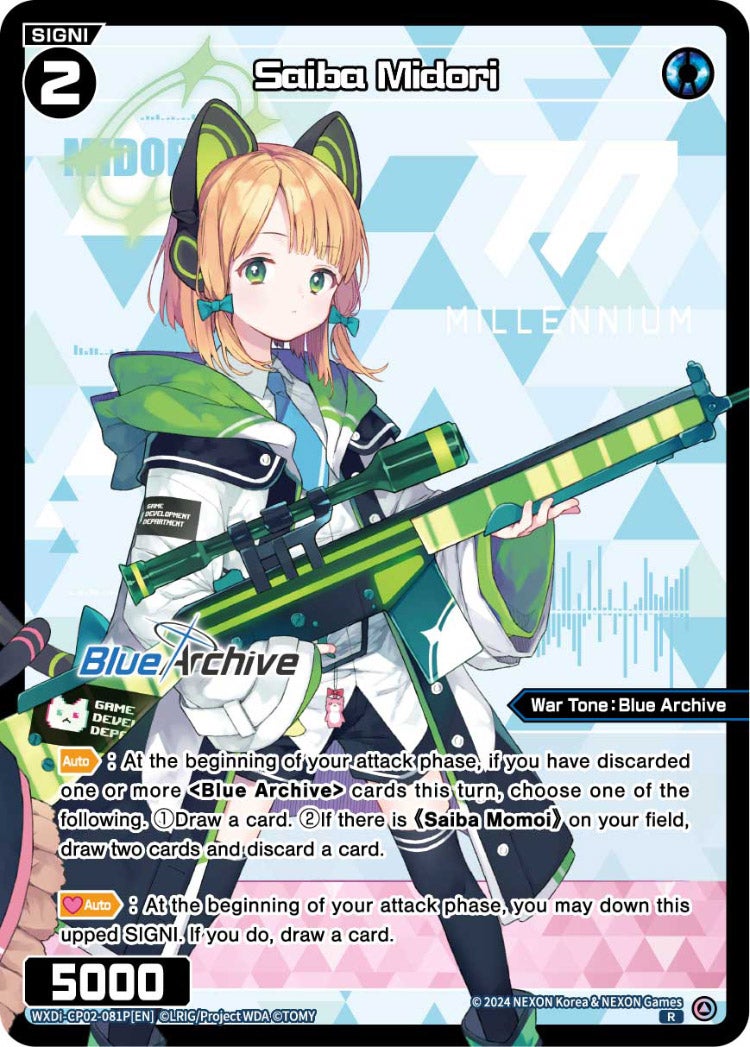 SIGNI
2
Saiba Midori
MILLENNIUM
GAME
DEVELOPMENT
DEPARTMENT
Blue Archive
War Tone:Blue Archive
GAME
Auto : At the beginning of your attack phase, if you have discarded
one or more <Blue Archive> cards this turn, choose one of the
following. ①Draw a card. ②If there is 《Saiba Momoi》 on your field,
draw two cards and discard a card.
Auto : At the beginning of your attack phase, you may down this
upped SIGNI. If you do, draw a card.
5000
© 2024 NEXON Korea & NEXON Games
WXDi-CP02-081P[EN] ©LRIG/Project WDA ©TOMY
R